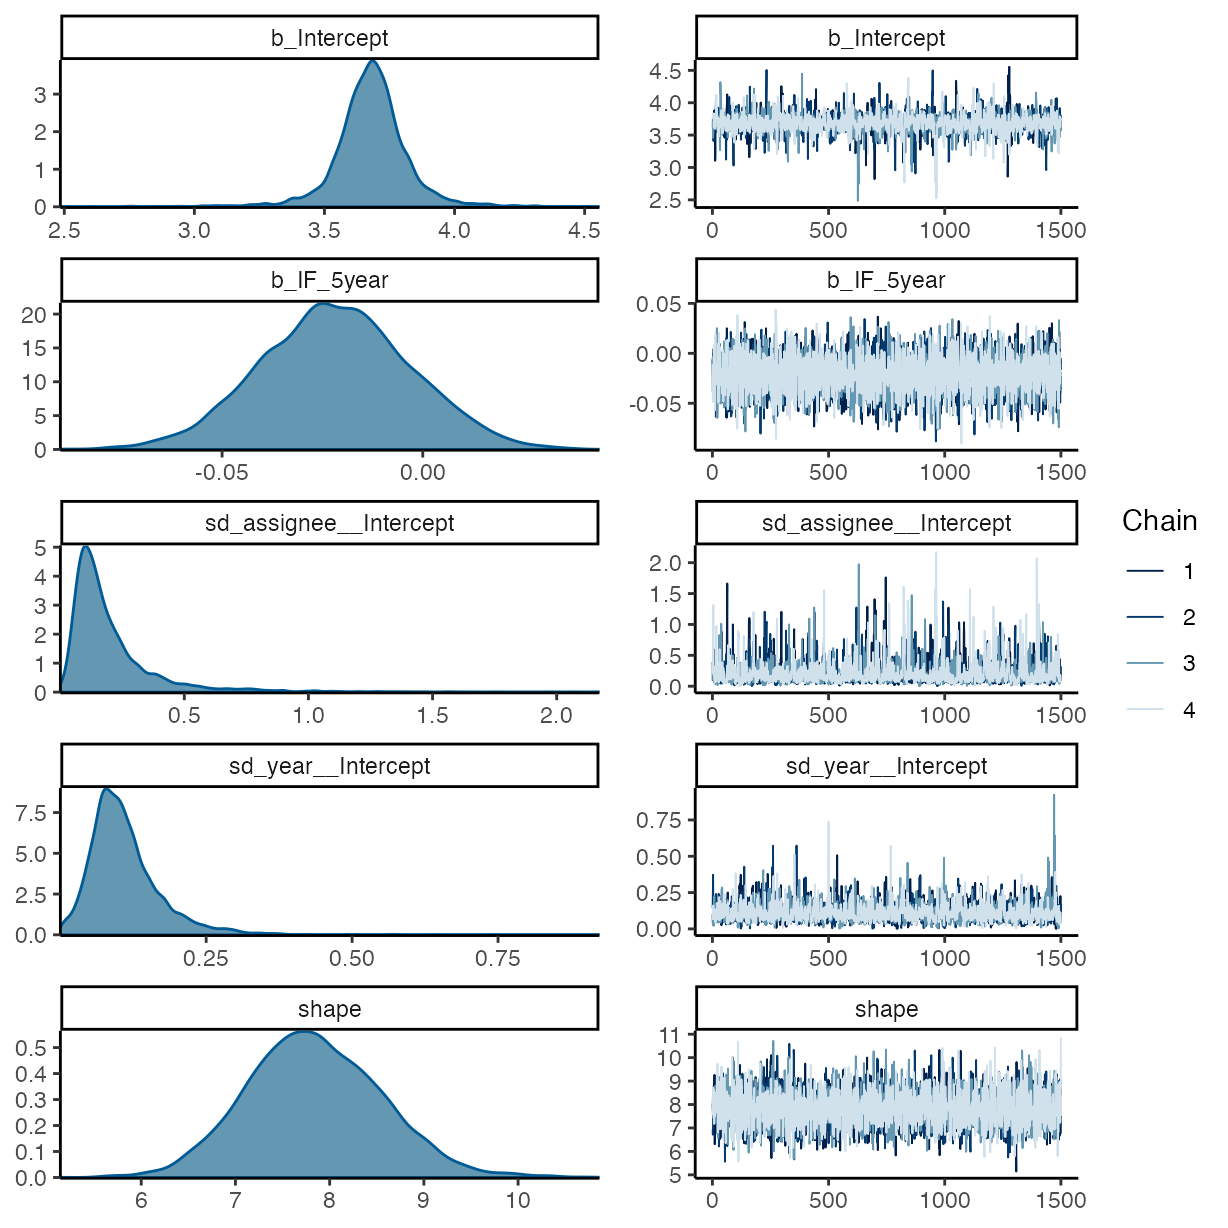 b_Intercept
3
2
1
0
2.5 3.0 3.5 4.0 4.5
b_Intercept
4.5
4.0
3.5
3.0
2.5
0 500 1000 1500
b_IF_5year
20
15
10
5
0
-0.05 0.00
b_IF_5year
0.05
0.00
-0.05
0 500 1000 1500
sd_assignee__Intercept
5
4
3
2
1
0
0.5 1.0 1.5 2.0
sd_assignee__Intercept
2.0
1.5
1.0
0.5
0.0
0 500 1000 1500
sd_year__Intercept
7.5
5.0
2.5
0.0
0.25 0.50 0.75
sd_year__Intercept
0.75
0.50
0.25
0.00
0 500 1000 1500
shape
0.5
0.4
0.3
0.2
0.1
0.0
6 7 8 9 10
shape
11
10
9
8
7
6
5
0 500 1000 1500
Chain
1
2
3
4